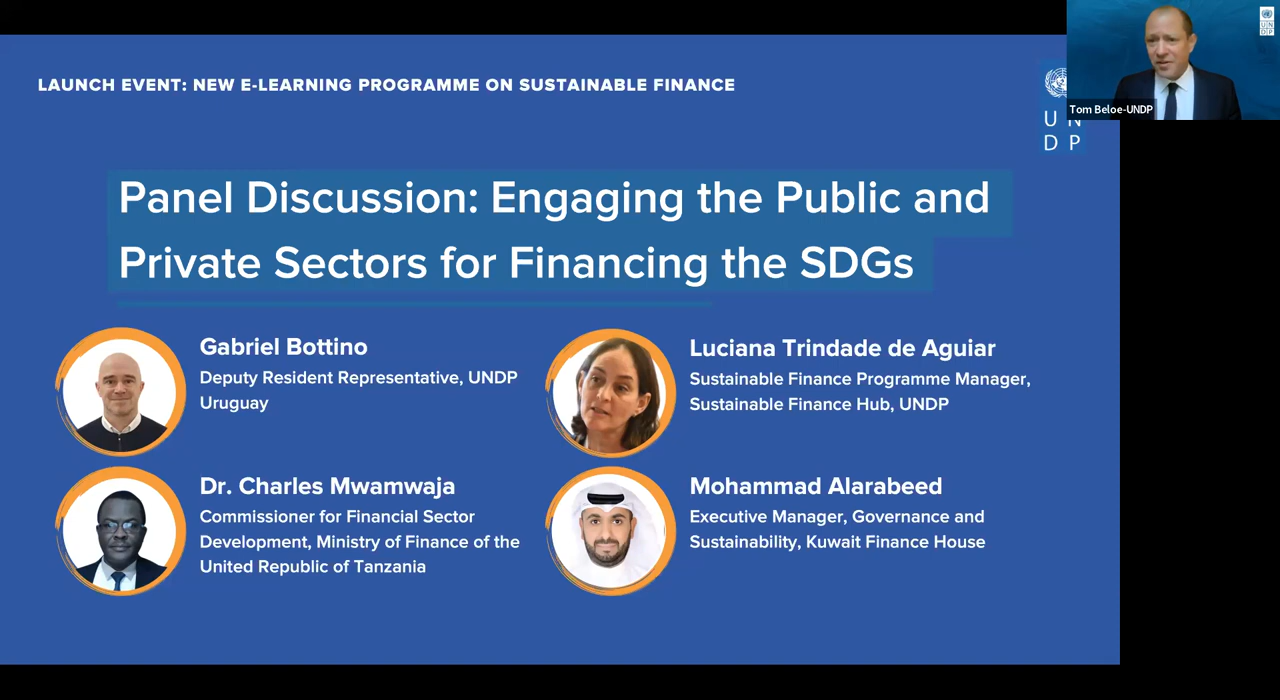 LAUNCH EVENT: NEW E-LEARNING PROGRAMME ON SUSTAINABLE FINANCE
Tom Beloe-UNDP
U N
D P
U N
D P
Panel Discussion: Engaging the Public and
Private Sectors for Financing the SDGs
Gabriel Bottino
Deputy Resident Representative, UNDP
Uruguay
Luciana Trindade de Aguiar
Sustainable Finance Programme Manager,
Sustainable Finance Hub, UNDP
Dr. Charles Mwamwaja
Commissioner for Financial Sector
Development, Ministry of Finance of the
United Republic of Tanzania
Mohammad Alarabeed
Executive Manager, Governance and
Sustainability, Kuwait Finance House